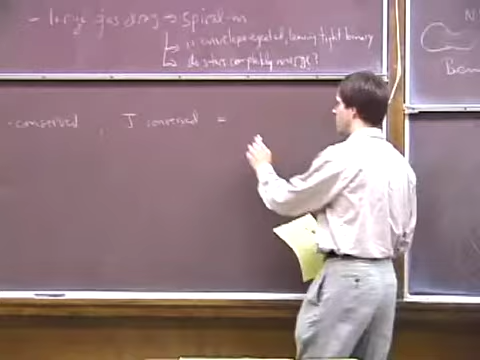 - large gas drag → spiral-in
↳ is envelope ejected, leaving tight binary
↳ do stars completely merge?
conserved , J conserved =
N